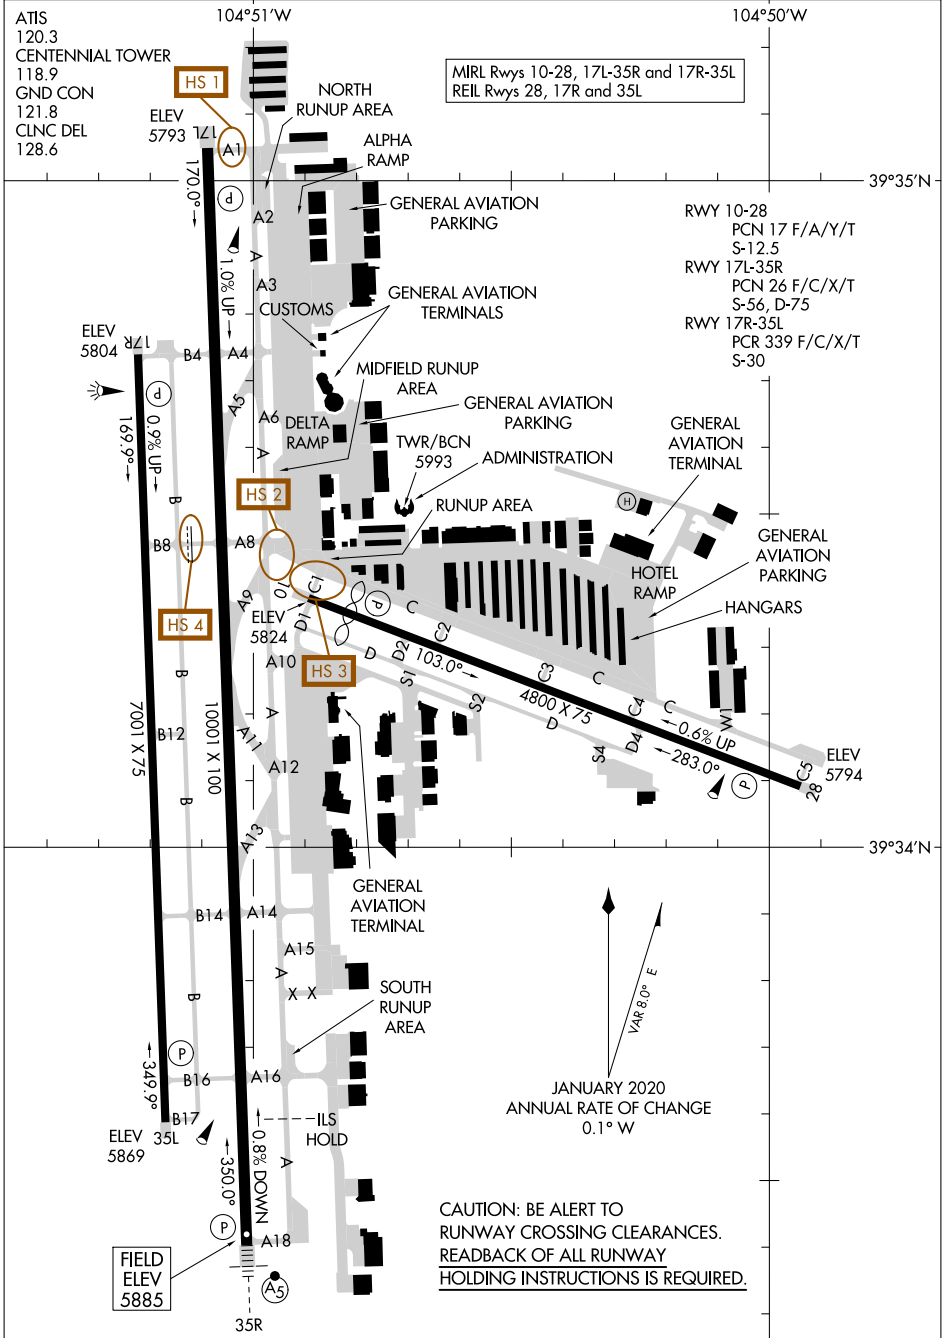 ATIS
120.3
CENTENNIAL TOWER
118.9
GND CON
121.8
CLNC DEL
128.6
104°51'W
104°50'W
HS 1
MIRL Rwys 10-28, 17L-35R and 17R-35L
REIL Rwys 28, 17R and 35L
NORTH
RUNUP AREA
ELEV
5793
17L
A1
ALPHA
RAMP
39°35'N
170.0°
P
A2
GENERAL AVIATION
PARKING
RWY 10-28
PCN 17 F/A/Y/T
S-12.5
RWY 17L-35R
PCN 26 F/C/X/T
S-56, D-75
RWY 17R-35L
PCR 339 F/C/X/T
S-30
A
1.0% UP
A3
GENERAL AVIATION
TERMINALS
CUSTOMS
ELEV
5804
17R
B4
A4
MIDFIELD RUNUP
AREA
P
0.9% UP
169.9°
A5
A6
DELTA
RAMP
GENERAL AVIATION
PARKING
GENERAL
AVIATION
TERMINAL
TWR/BCN
5993
ADMINISTRATION
A
HS 2
B
H
RUNUP AREA
B8
A8
GENERAL
AVIATION
PARKING
HOTEL
RAMP
HANGARS
C1
10
P
A9
ELEV
5824
D1
HS 4
HS 3
C
C2
D
D2
103.0°
A10
S1
C3
C
4800 X 75
S2
D
C4
C
W1
0.6% UP
D4
S4
283.0°
P
C5
28
ELEV
5794
B
7001 X 75
10001 X 100
A
B12
A11
A12
B
A13
39°34'N
GENERAL
AVIATION
TERMINAL
B14
A14
A15
A
X X
B
SOUTH
RUNUP
AREA
VAR 8.0° E
P
349.9°
B16
A16
JANUARY 2020
ANNUAL RATE OF CHANGE
0.1° W
B17
ELEV
5869
35L
ILS
HOLD
0.8% DOWN
350.0°
A
P
A18
CAUTION: BE ALERT TO
RUNWAY CROSSING CLEARANCES.
READBACK OF ALL RUNWAY
HOLDING INSTRUCTIONS IS REQUIRED.
FIELD
ELEV
5885
A5
35R